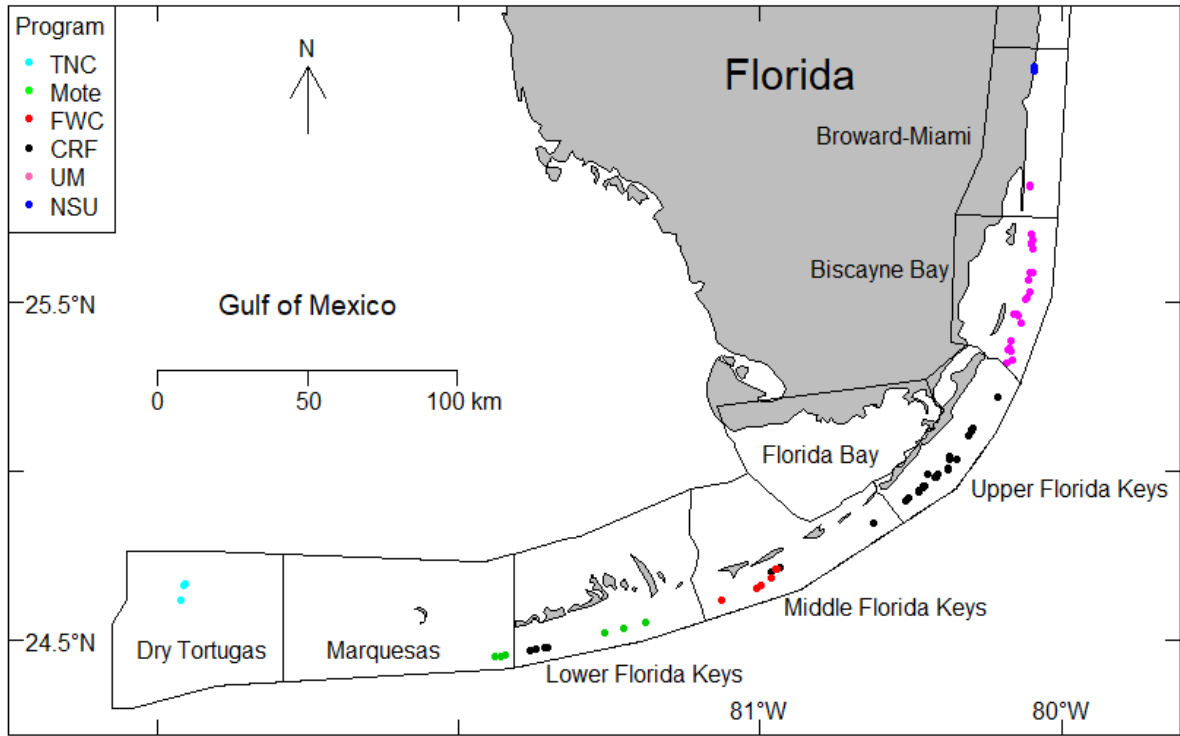 Program
TNC
Mote
FWC
CRF
UM
NSU
N
Florida
Broward-Miami
Biscayne Bay
Gulf of Mexico
25.5°N
0 50 100 km
Florida Bay
Upper Florida Keys
Middle Florida Keys
24.5°N
Dry Tortugas
Marquesas
Lower Florida Keys
81°W
80°W